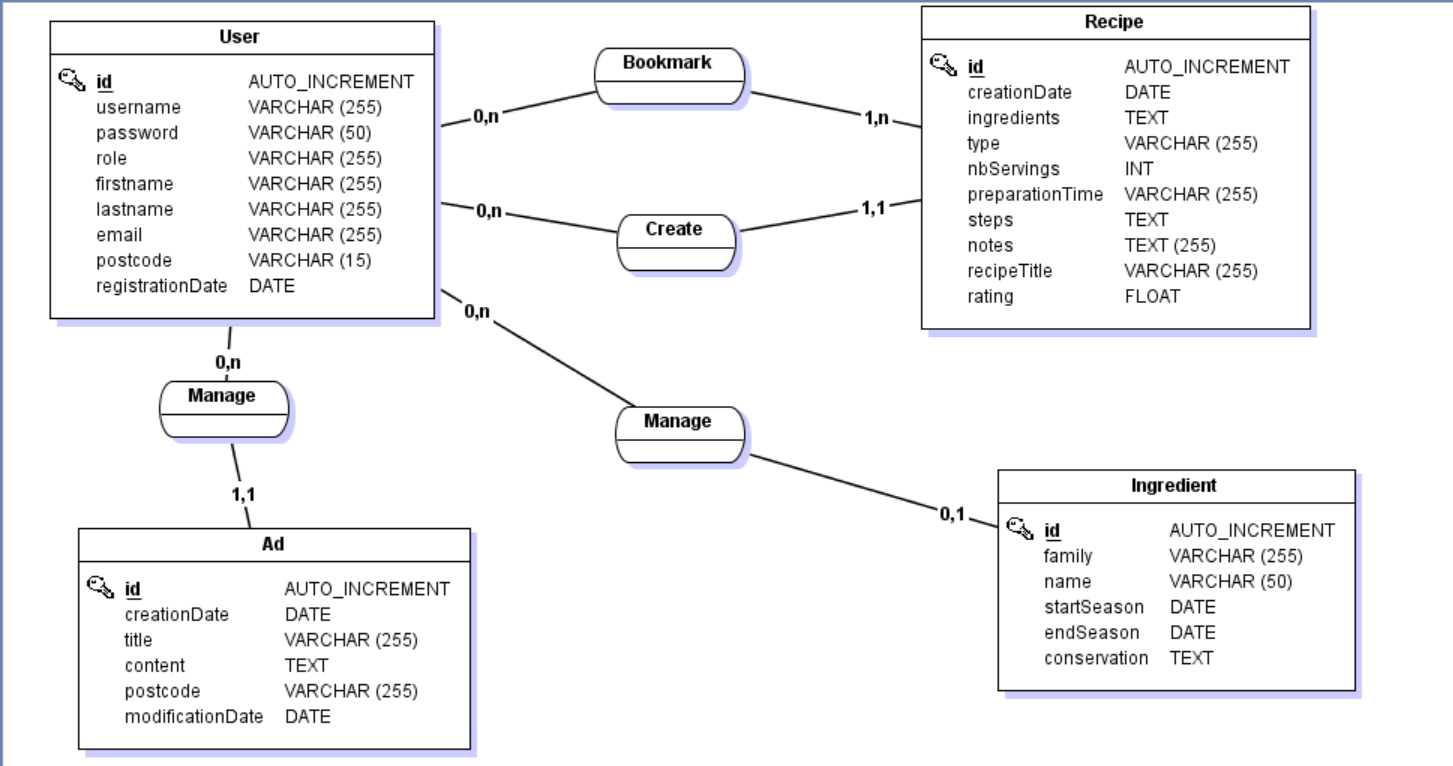 User
id AUTO_INCREMENT
username VARCHAR (255)
password VARCHAR (50)
role VARCHAR (255)
firstname VARCHAR (255)
lastname VARCHAR (255)
email VARCHAR (255)
postcode VARCHAR (15)
registrationDate DATE
Bookmark
0,n
1,n
Recipe
id AUTO_INCREMENT
creationDate DATE
ingredients TEXT
type VARCHAR (255)
nbServings INT
preparationTime VARCHAR (255)
steps TEXT
notes TEXT (255)
recipeTitle VARCHAR (255)
rating FLOAT
0,n
Create
1,1
0,n
Manage
0,1
0,n
Manage
1,1
Ad
id AUTO_INCREMENT
creationDate DATE
title VARCHAR (255)
content TEXT
postcode VARCHAR (255)
modificationDate DATE
Ingredient
id AUTO_INCREMENT
family VARCHAR (255)
name VARCHAR (50)
startSeason DATE
endSeason DATE
conservation TEXT